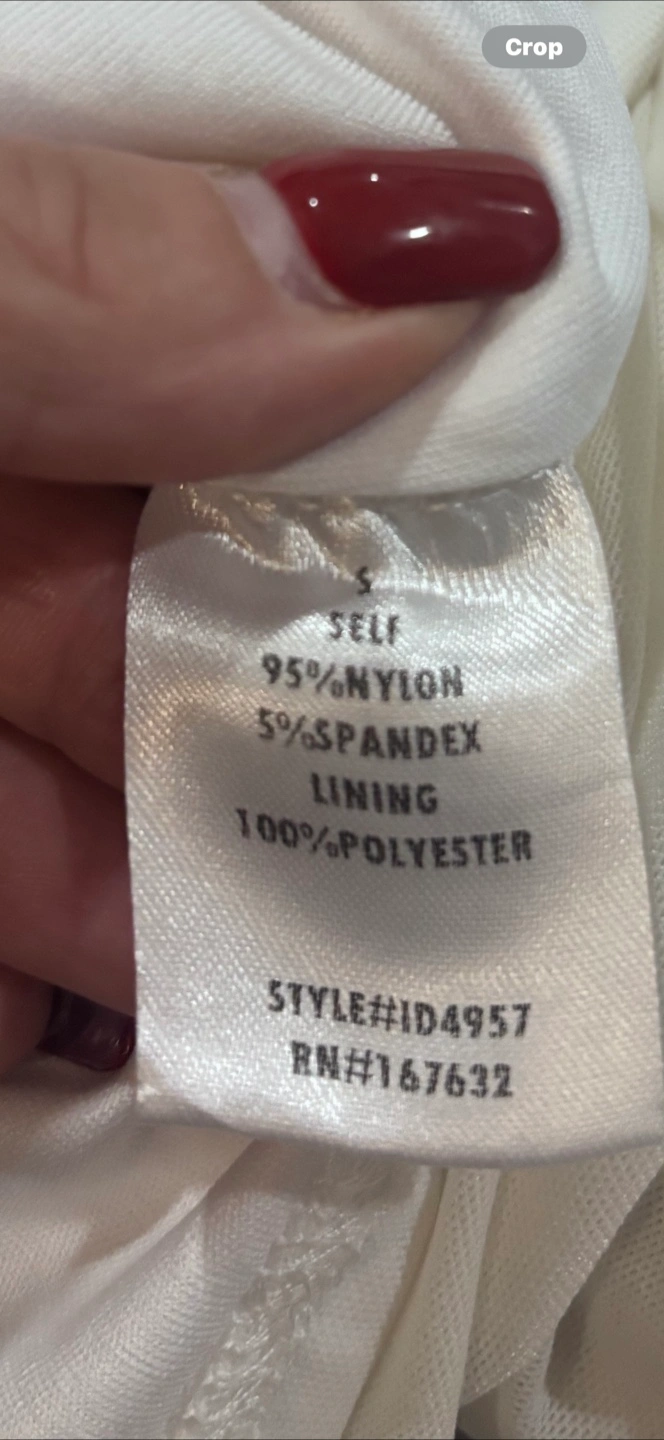 Crop
S
SELF
95%NYLON
5%SPANDEX
LINING
100%POLYESTER
STYLE#ID4957
RN#167632